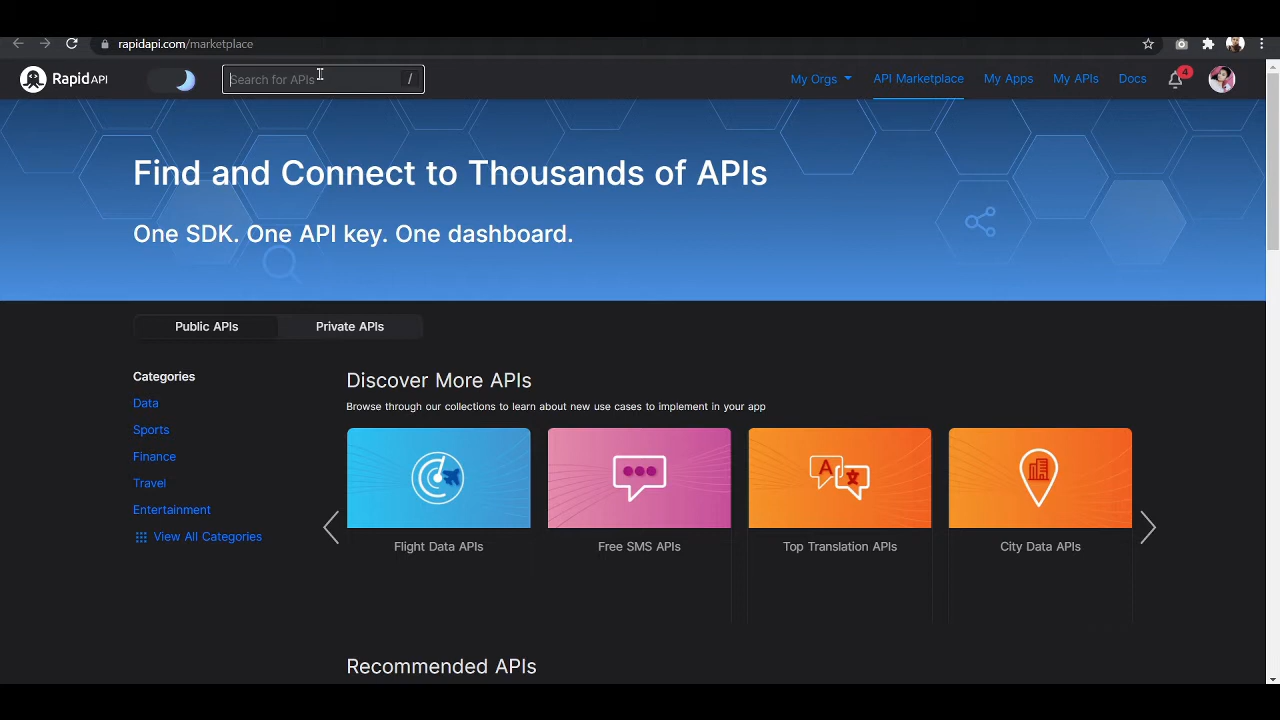 rapidapi.com/marketplace
Rapid API
Search for APIs
/
My Orgs
API Marketplace
My Apps
My APIs
Docs
4
Find and Connect to Thousands of APIs
One SDK. One API key. One dashboard.
Public APIs
Private APIs
Categories
Data
Sports
Finance
Travel
Entertainment
View All Categories
Discover More APIs
Browse through our collections to learn about new use cases to implement in your app
A 文
Flight Data APIs
Free SMS APIs
Top Translation APIs
City Data APIs
Recommended APIs